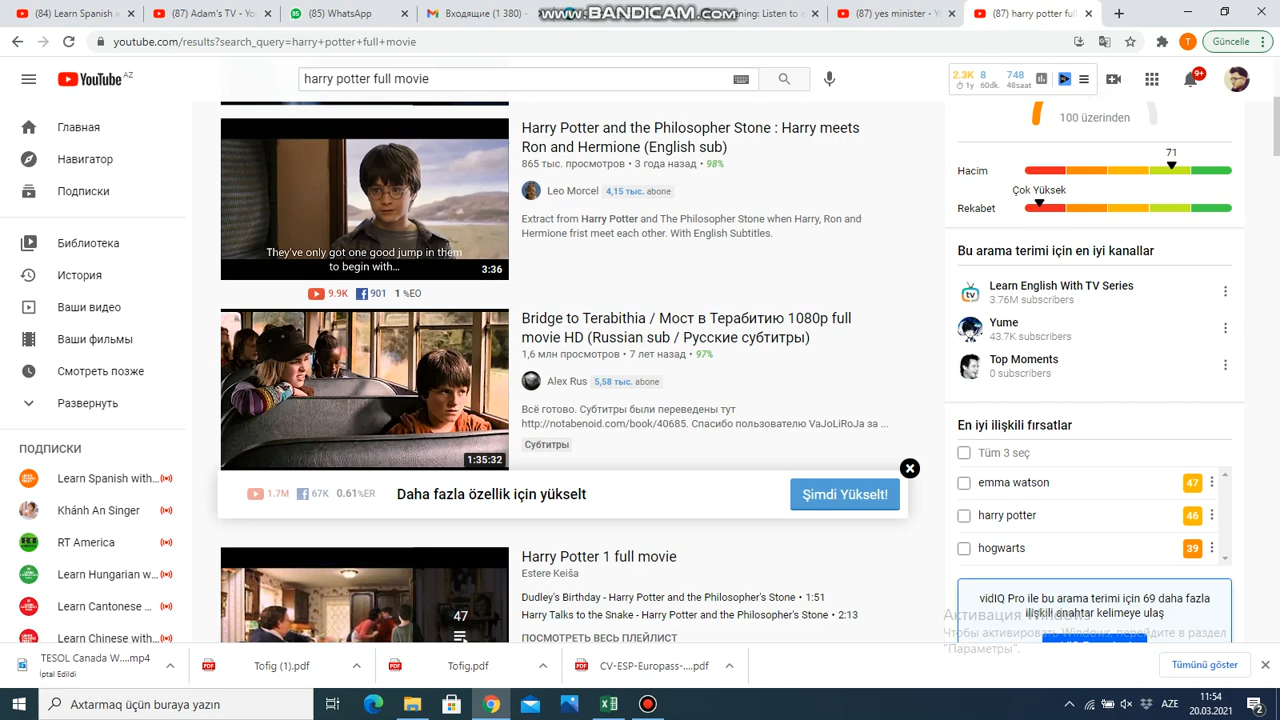 (84) YouTube
(87) Azad's TV - Yo
(85) WhatsApp
Входящие (1 380) -
www.BANDICAM.com
ening: Listen to a
(87) yes minister - Y
(87) harry potter full
youtube.com/results?search_query=harry+potter+full+movie
T
Güncelle
YouTube AZ
harry potter full movie
2.3K 8 748
1y 60dk. 48saat
9+
Главная
Навигатор
Подписки
Библиотека
История
Ваши видео
Ваши фильмы
Смотреть позже
Развернуть
ПОДПИСКИ
Learn Spanish with...
Khánh An Singer
RT America
Learn Hungarian w...
Learn Cantonese ...
Learn Chinese with...
They've only got one good jump in them
to begin with...
3:36
Harry Potter and the Philosopher Stone : Harry meets
Ron and Hermione (English sub)
865 тыс. просмотров • 3 года назад • 98%
Leo Morcel 4,15 тыс. abone
Extract from Harry Potter and The Philosopher Stone when Harry, Ron and
Hermione frist meet each other. With English Subtitles.
9.9K 901 1 %EO
Bridge to Terabithia / Мост в Терабитию 1080p full
movie HD (Russian sub / Русские субтитры)
1,6 млн просмотров • 7 лет назад • 97%
Alex Rus 5,58 тыс. abone
Всё готово. Субтитры были переведены тут
http://notabenoid.com/book/40685. Спасибо пользователю VaJoLiRoJa за ...
Субтитры
1:35:32
1.7M 67K 0.61%ER
Daha fazla özellik için yükselt
Şimdi Yükselt!
Harry Potter 1 full movie
Estere Keiša
Dudley's Birthday - Harry Potter and the Philosopher's Stone • 1:51
Harry Talks to the Snake - Harry Potter and the Philosopher's Stone • 2:13
ПОСМОТРЕТЬ ВЕСЬ ПЛЕЙЛИСТ
47
100 üzerinden
71
Hacim
Çok Yüksek
Rekabet
Bu arama terimi için en iyi kanallar
tv
Learn English With TV Series
3.76M subscribers
Yume
43.7K subscribers
Top Moments
0 subscribers
En iyi ilişkili fırsatlar
Tüm 3 seç
emma watson 47
harry potter 46
hogwarts 39
vidIQ Pro ile bu arama terimi için 69 daha fazla
ilişkili anahtar kelimeye ulaş
Активация Windows
Чтобы активировать Windows, перейдите в раздел
"Параметры".
TESOL Canada W....mp4
İptal Edildi
PDF
Tofig (1).pdf
PDF
Tofig.pdf
PDF
CV-ESP-Europass-....pdf
Tümünü göster
Axtarmaq üçün buraya yazın
AZE
11:54
20.03.2021
2